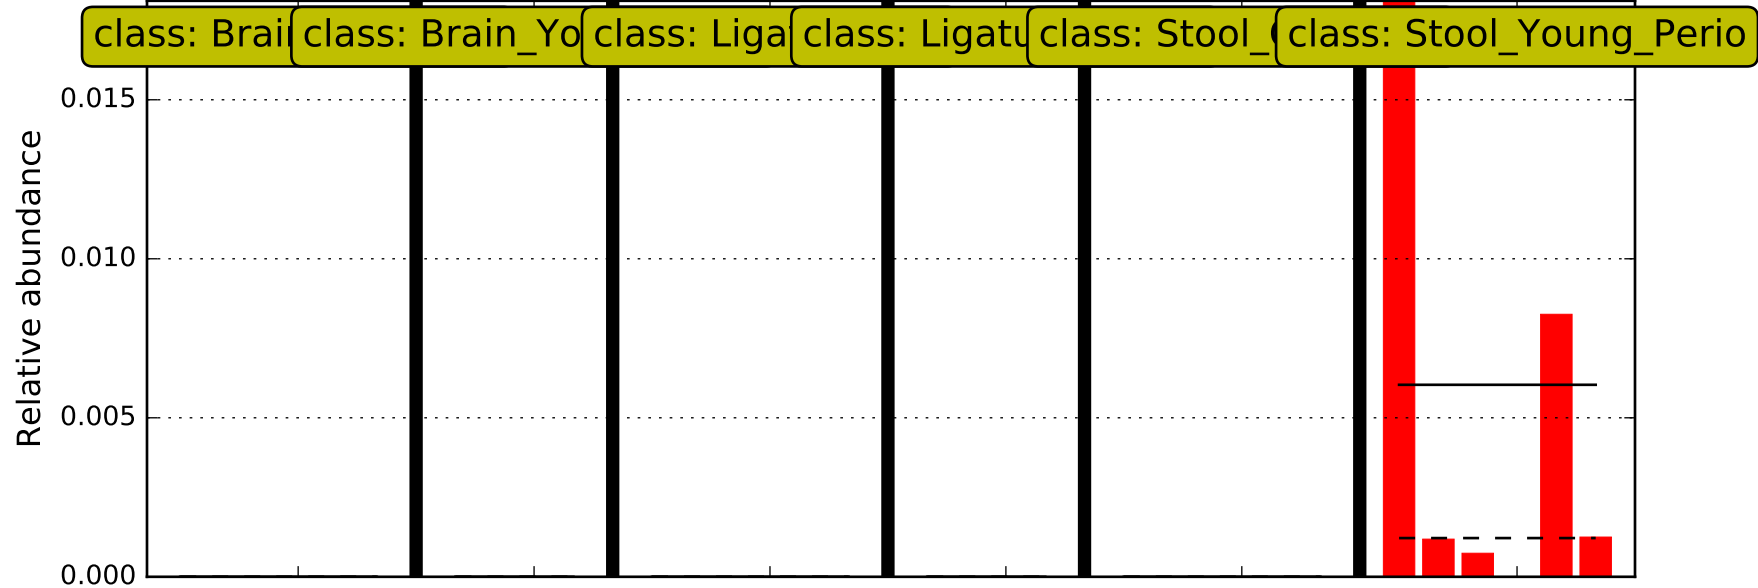 class: Brain
class: Brain_Yo
class: Liga
class: Ligatu
class: Stool_
class: Stool_Young_Perio
0.015
0.010
0.005
0.000
Relative abundance